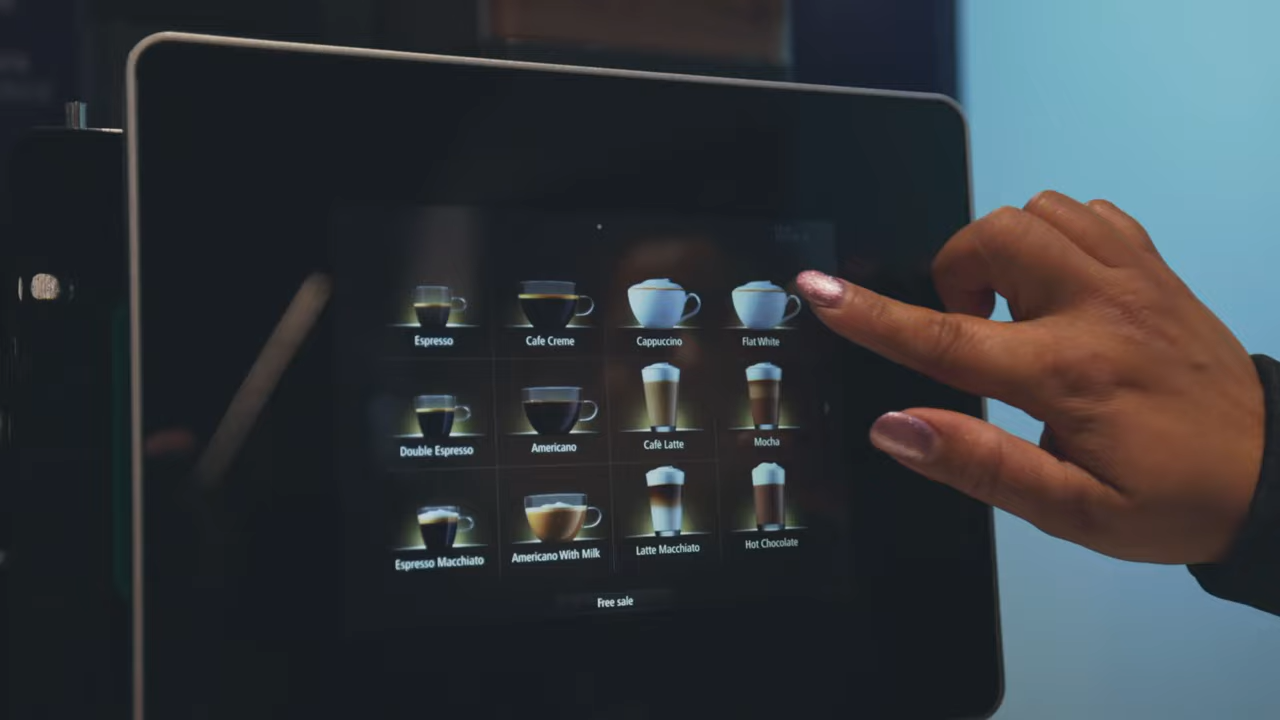 Espresso
Cafe Creme
Cappuccino
Flat White
Double Espresso
Americano
Cafè Latte
Mocha
Espresso Macchiato
Americano With Milk
Latte Macchiato
Hot Chocolate
Free sale